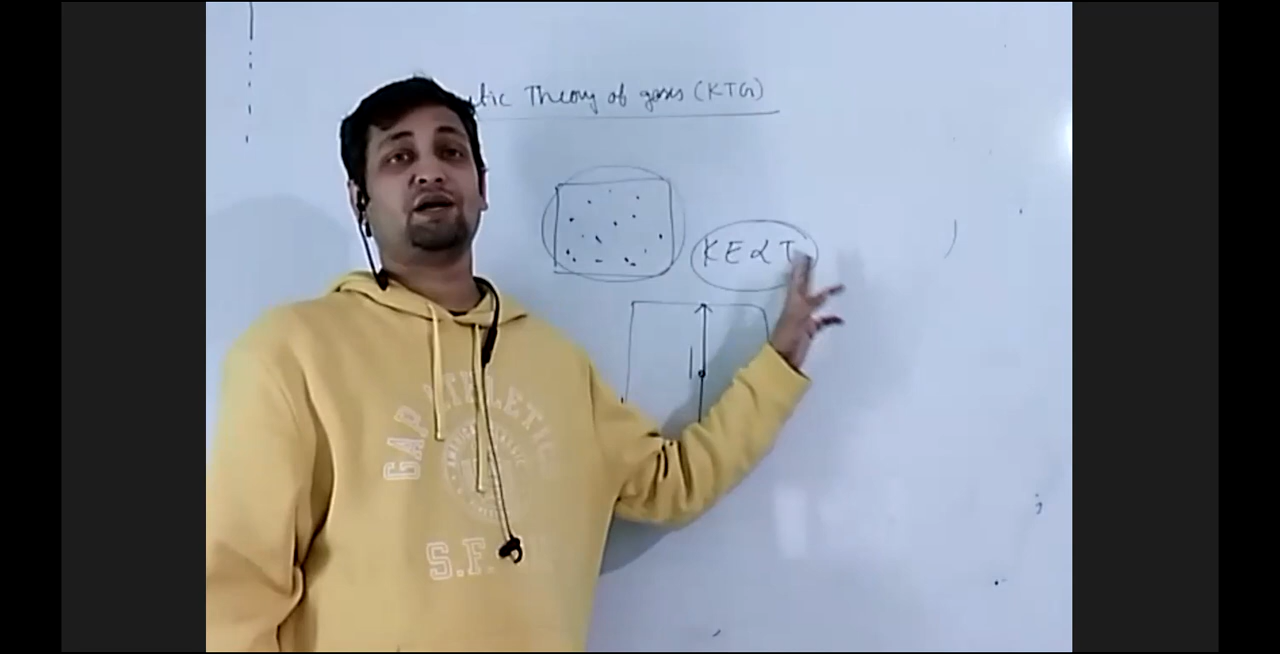 Theory of gases (KTG)
KE α T
GAP ATHLETIC
S.F.